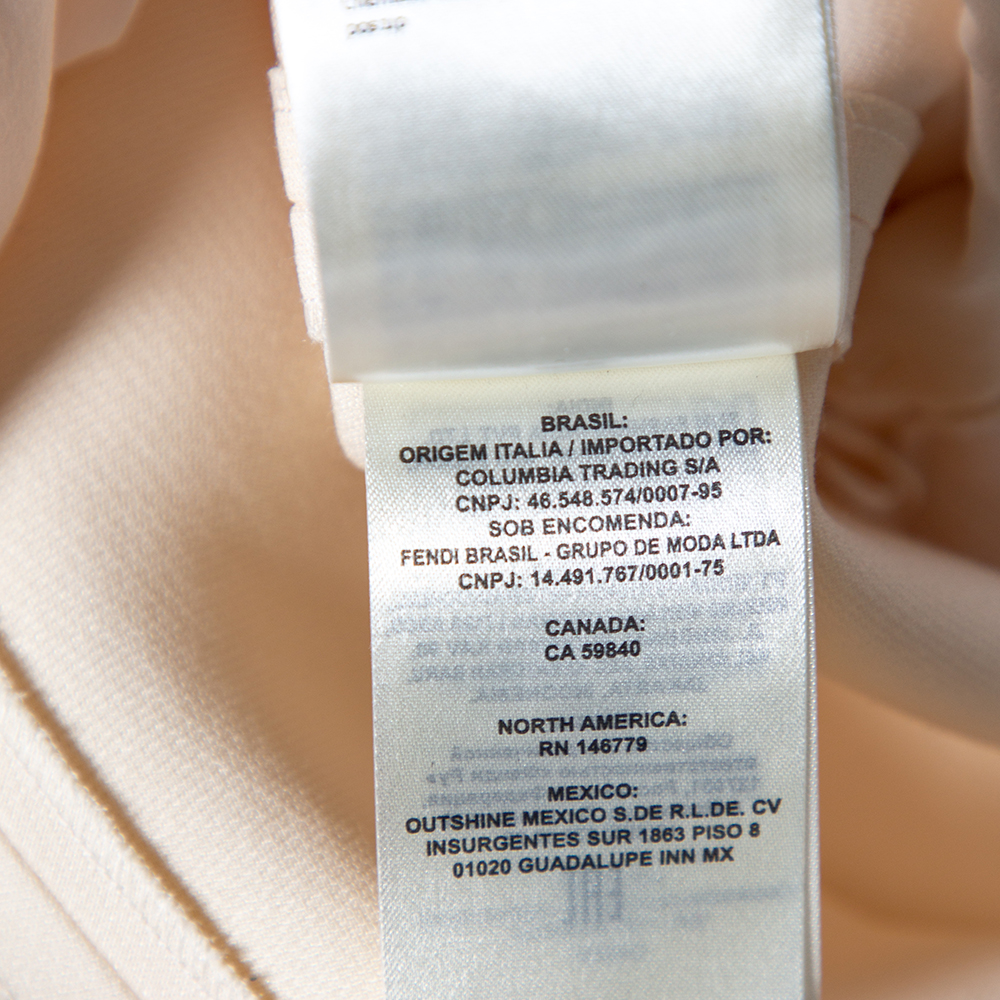 BRASIL:
ORIGEM ITALIA / IMPORTADO POR:
COLUMBIA TRADING S/A
CNPJ: 46.548.574/0007-95
SOB ENCOMENDA:
FENDI BRASIL - GRUPO DE MODA LTDA
CNPJ: 14.491.767/0001-75
CANADA:
CA 59840
NORTH AMERICA:
RN 146779
MEXICO:
OUTSHINE MEXICO S.DE R.L.DE. CV
INSURGENTES SUR 1863 PISO 8
01020 GUADALUPE INN MX